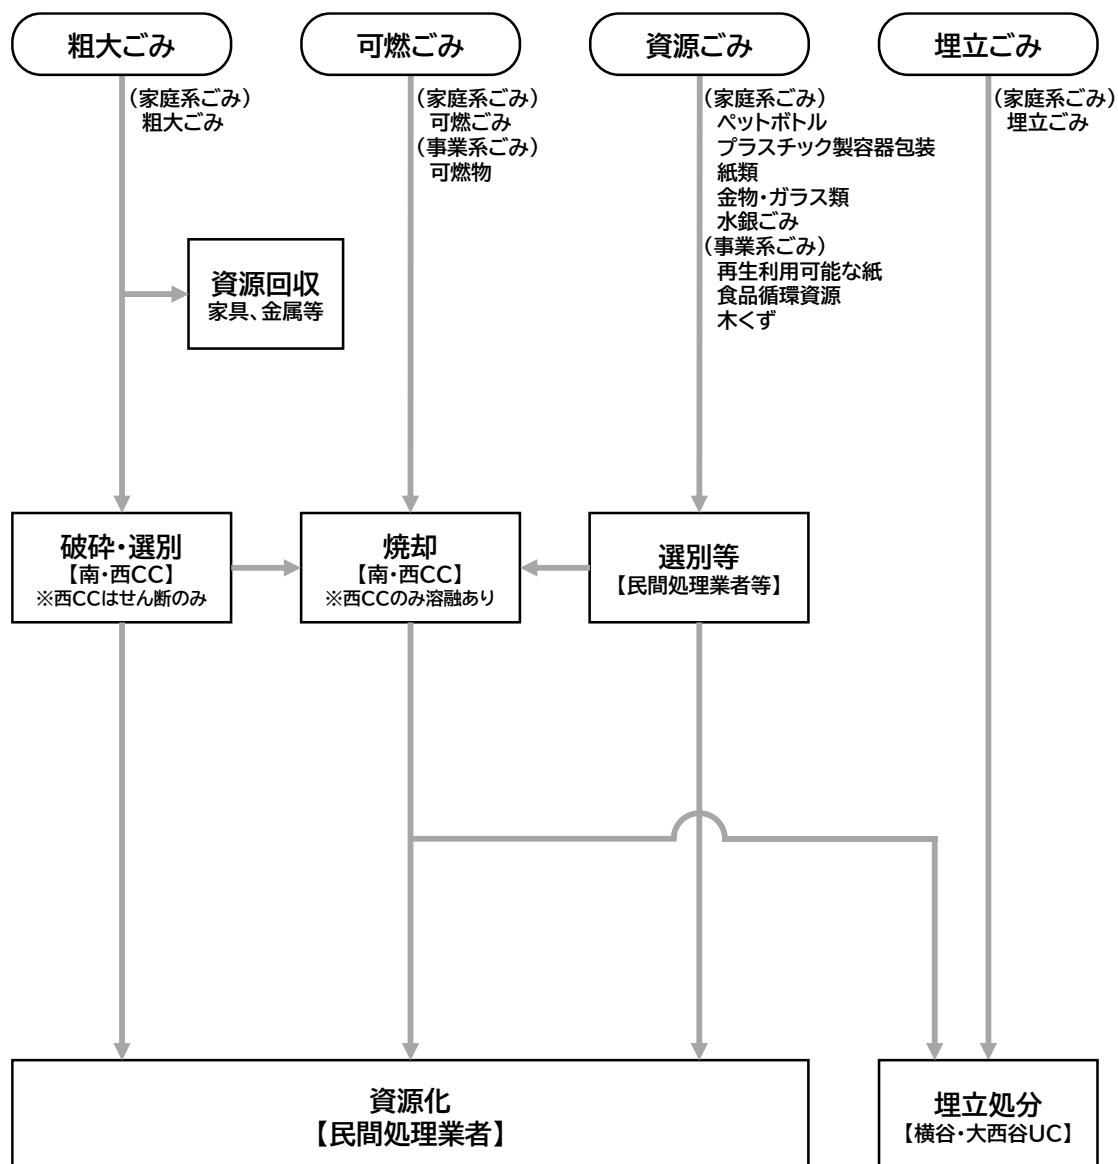 粗大ごみ
可燃ごみ
資源ごみ
埋立ごみ
(家庭系ごみ)
粗大ごみ
(家庭系ごみ)
可燃ごみ
(事業系ごみ)
可燃物
(家庭系ごみ)
ペットボトル
プラスチック製容器包装
紙類
金物・ガラス類
水銀ごみ
(事業系ごみ)
再生利用可能な紙
食品循環資源
木くず
(家庭系ごみ)
埋立ごみ
資源回収
家具、金属等
破砕・選別
【南・西CC】
※西CCはせん断のみ
焼却
【南・西CC】
※西CCのみ溶融あり
選別等
【民間処理業者等】
資源化
【民間処理業者】
埋立処分
【横谷・大西谷UC】